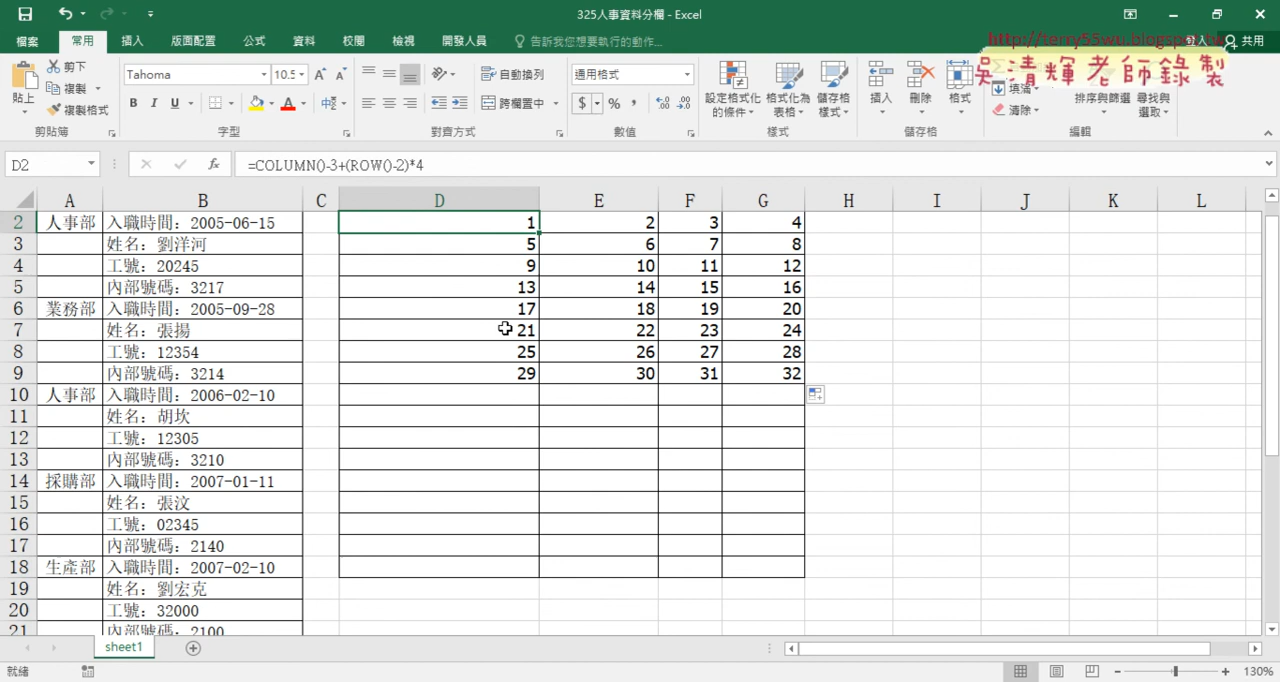 325人事資料分欄 - Excel
檔案 常用 插入 版面配置 公式 資料 校閱 檢視 開發人員 告訴我您想要執行的動作... 共用
http://terry55wu.blogspot.tw
吳清輝老師錄製
貼上 剪下 複製 複製格式 剪貼簿
Tahoma 10.5 A A B I U A 中 字型
自動換列 跨欄置中 對齊方式
通用格式 $ % , .0 .00 數值
設定格式化的條件 格式化為表格 儲存格樣式 樣式
插入 刪除 格式 儲存格
填滿 清除 排序與篩選 尋找與選取 編輯
D2 fx =COLUMN()-3+(ROW()-2)*4
A B C D E F G H I J K L
2 人事部 入職時間：2005-06-15 1 2 3 4
3 姓名：劉洋河 5 6 7 8
4 工號：20245 9 10 11 12
5 內部號碼：3217 13 14 15 16
6 業務部 入職時間：2005-09-28 17 18 19 20
7 姓名：張揚 21 22 23 24
8 工號：12354 25 26 27 28
9 內部號碼：3214 29 30 31 32
10 人事部 入職時間：2006-02-10
11 姓名：胡坎
12 工號：12305
13 內部號碼：3210
14 採購部 入職時間：2007-01-11
15 姓名：張汶
16 工號：02345
17 內部號碼：2140
18 生產部 入職時間：2007-02-10
19 姓名：劉宏克
20 工號：32000
21 內部號碼：2100
sheet1
就緒 130%